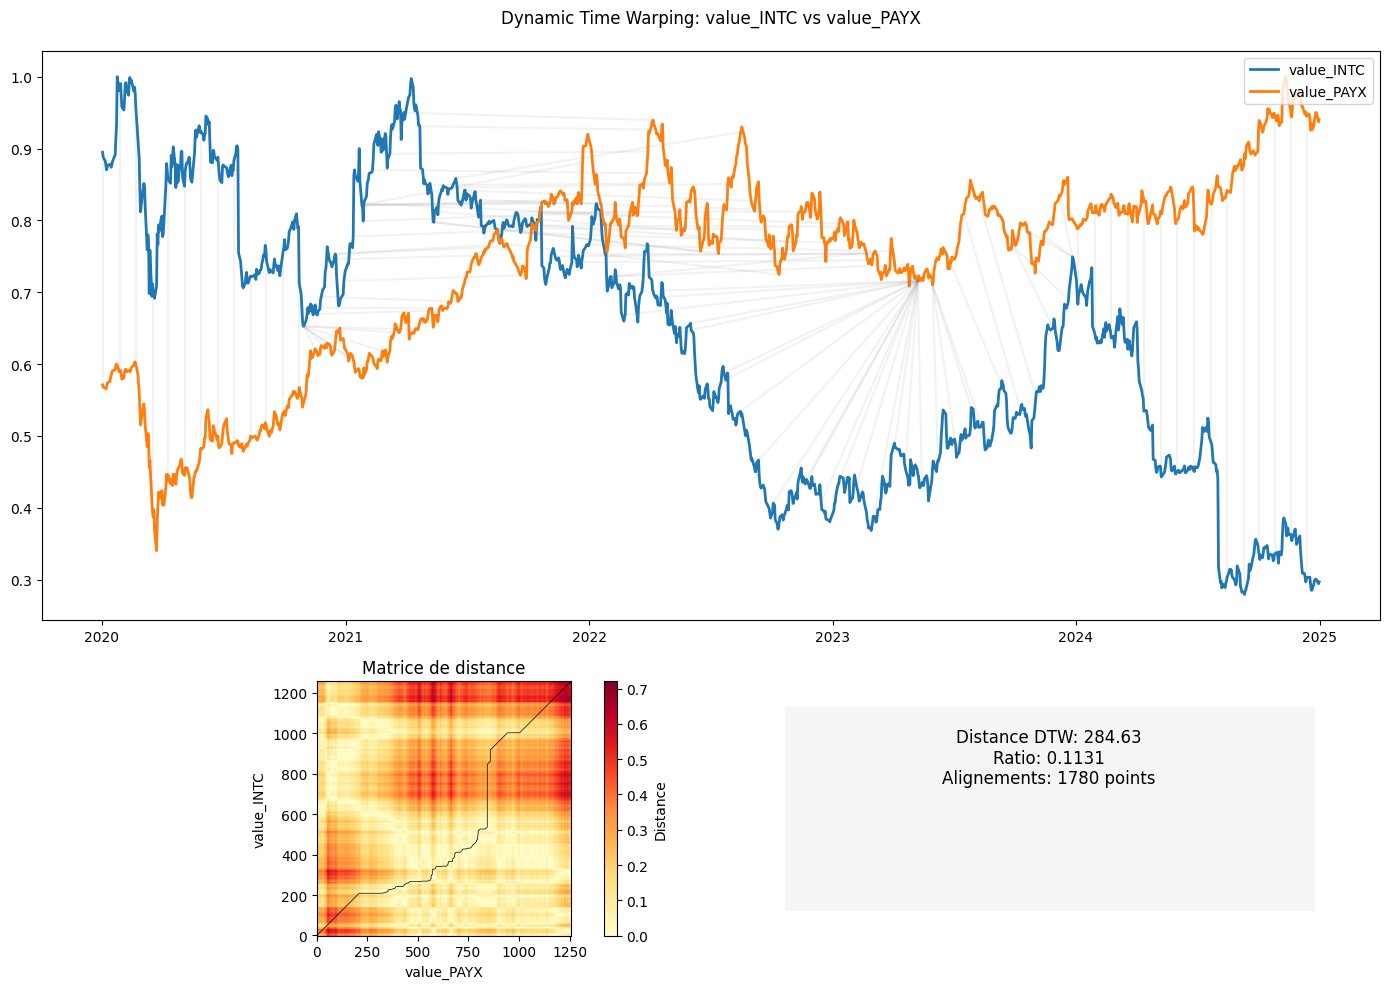 Dynamic Time Warping: value_INTC vs value_PAYX
value_INTC
value_PAYX
1.0
0.9
0.8
0.7
0.6
0.5
0.4
0.3
2020 2021 2022 2023 2024 2025
Matrice de distance
value_INTC
1200
1000
800
600
400
200
0
0 250 500 750 1000 1250
value_PAYX
0.7
0.6
0.5
0.4
0.3
0.2
0.1
0.0
Distance
Distance DTW: 284.63
Ratio: 0.1131
Alignements: 1780 points